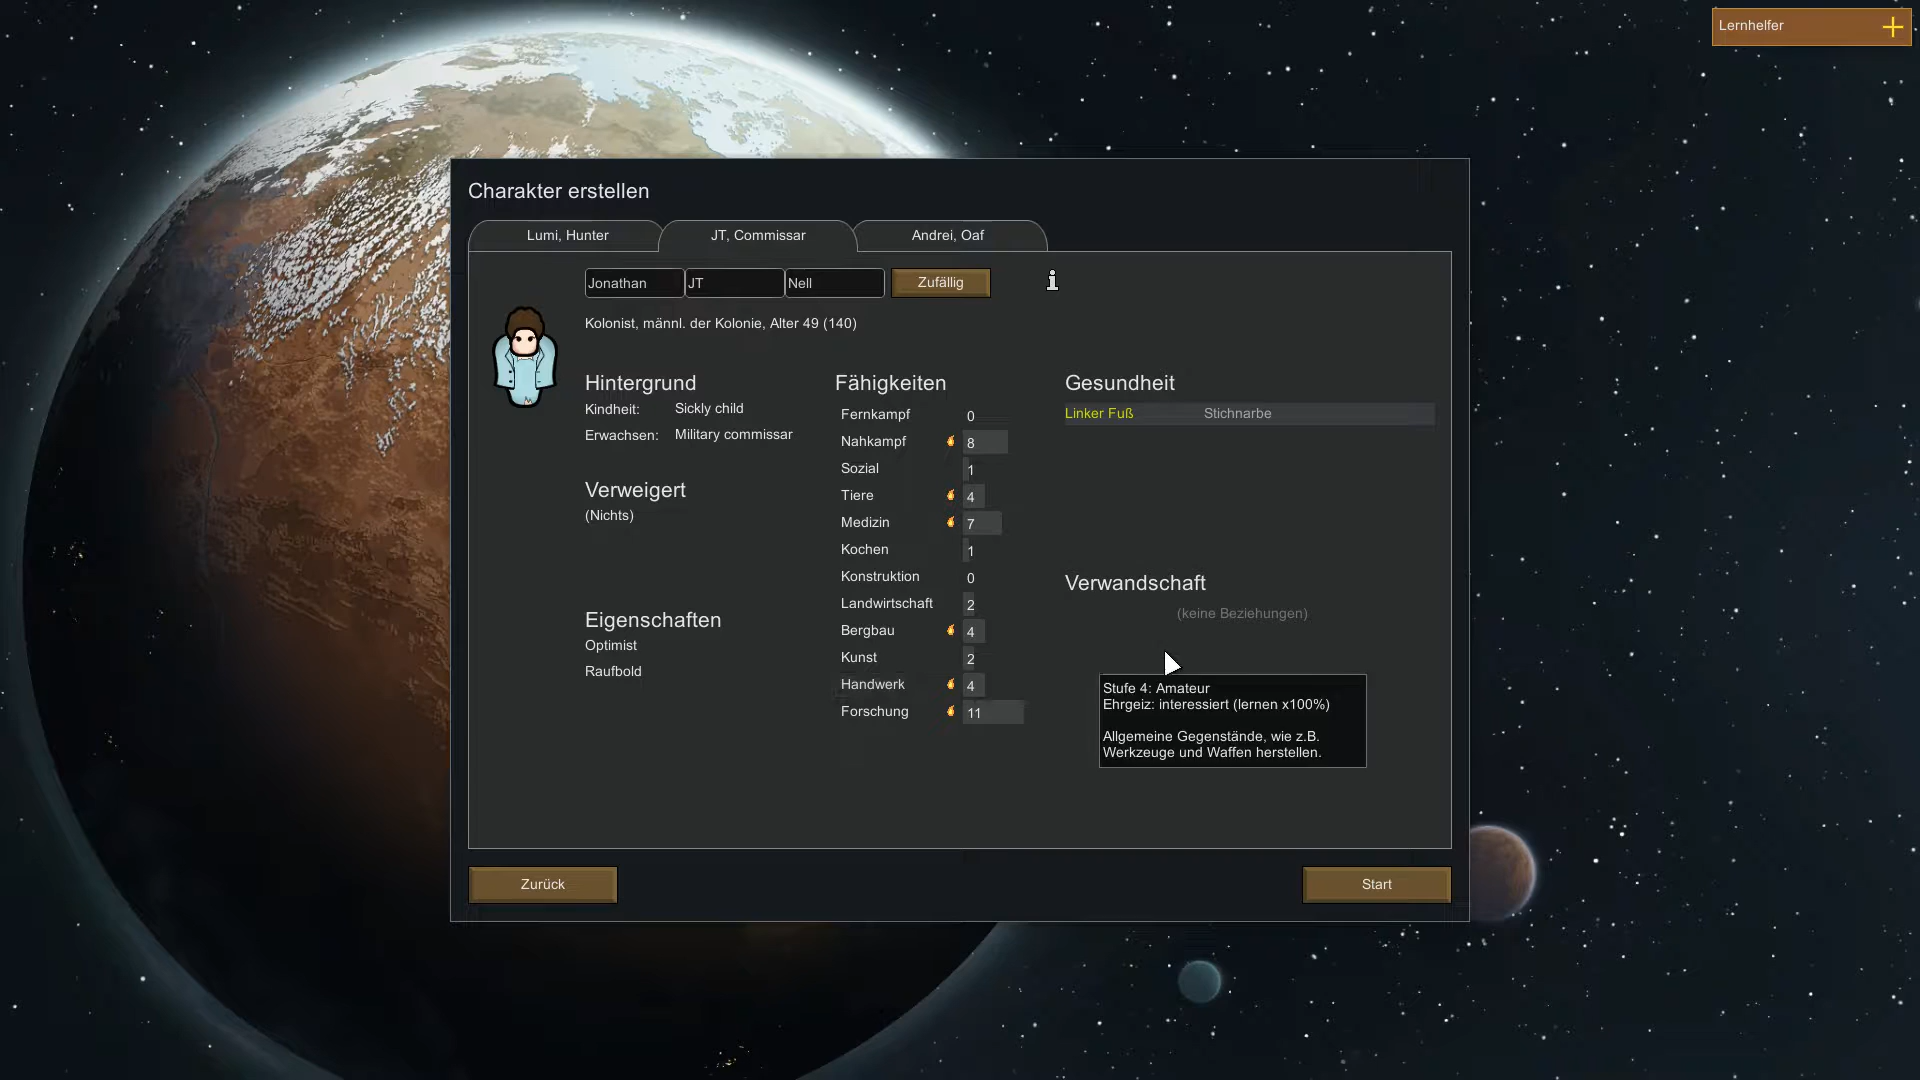 Lernhelfer
Charakter erstellen
Lumi, Hunter
JT, Commissar
Andrei, Oaf
Jonathan
JT
Nell
Zufällig
Kolonist, männl. der Kolonie, Alter 49 (140)
Hintergrund
Kindheit: Sickly child
Erwachsen: Military commissar
Verweigert
(Nichts)
Eigenschaften
Optimist
Raufbold
Fähigkeiten
Fernkampf 0
Nahkampf 8
Sozial 1
Tiere 4
Medizin 7
Kochen 1
Konstruktion 0
Landwirtschaft 2
Bergbau 4
Kunst 2
Handwerk 4
Forschung 11
Gesundheit
Linker Fuß Stichnarbe
Verwandschaft
(keine Beziehungen)
Stufe 4: Amateur
Ehrgeiz: interessiert (lernen x100%)
Allgemeine Gegenstände, wie z.B.
Werkzeuge und Waffen herstellen.
Zurück
Start